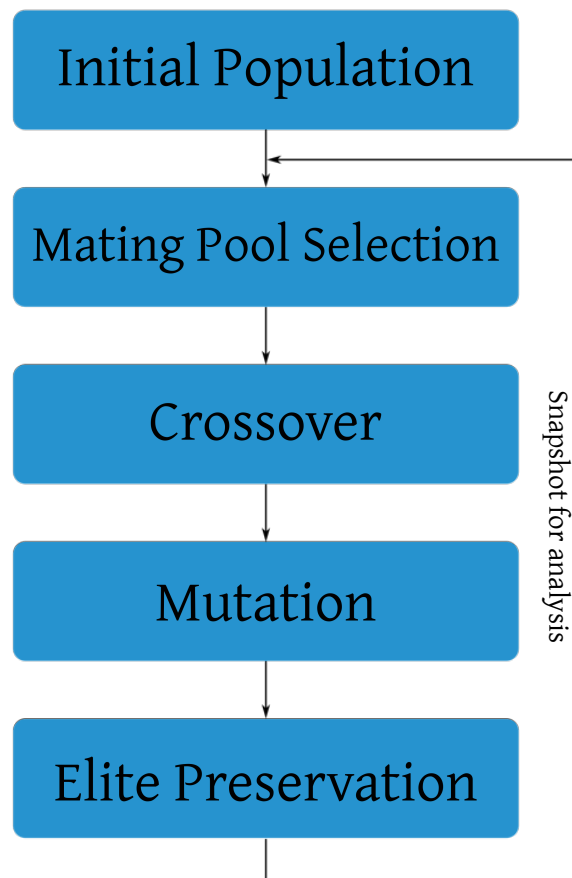 Initial Population
Mating Pool Selection
Crossover
Snapshot for analysis
Mutation
Elite Preservation